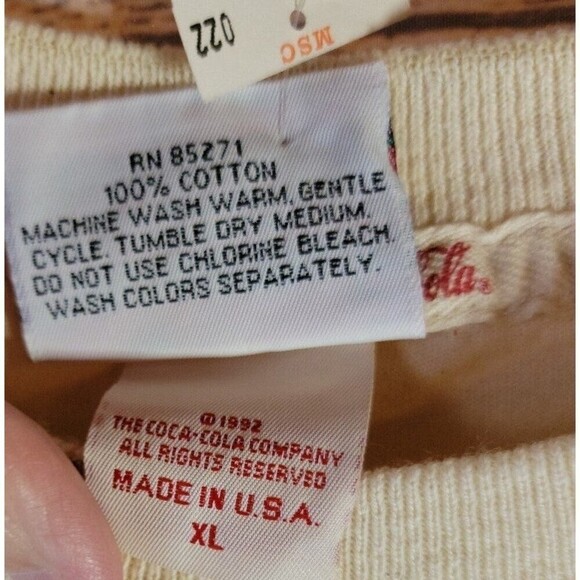 MSC
022
RN 85271
100% COTTON
MACHINE WASH WARM, GENTLE
CYCLE. TUMBLE DRY MEDIUM.
DO NOT USE CHLORINE BLEACH.
WASH COLORS SEPARATELY.
Cola®
© 1992
THE COCA-COLA COMPANY
ALL RIGHTS RESERVED
MADE IN U.S.A.
XL